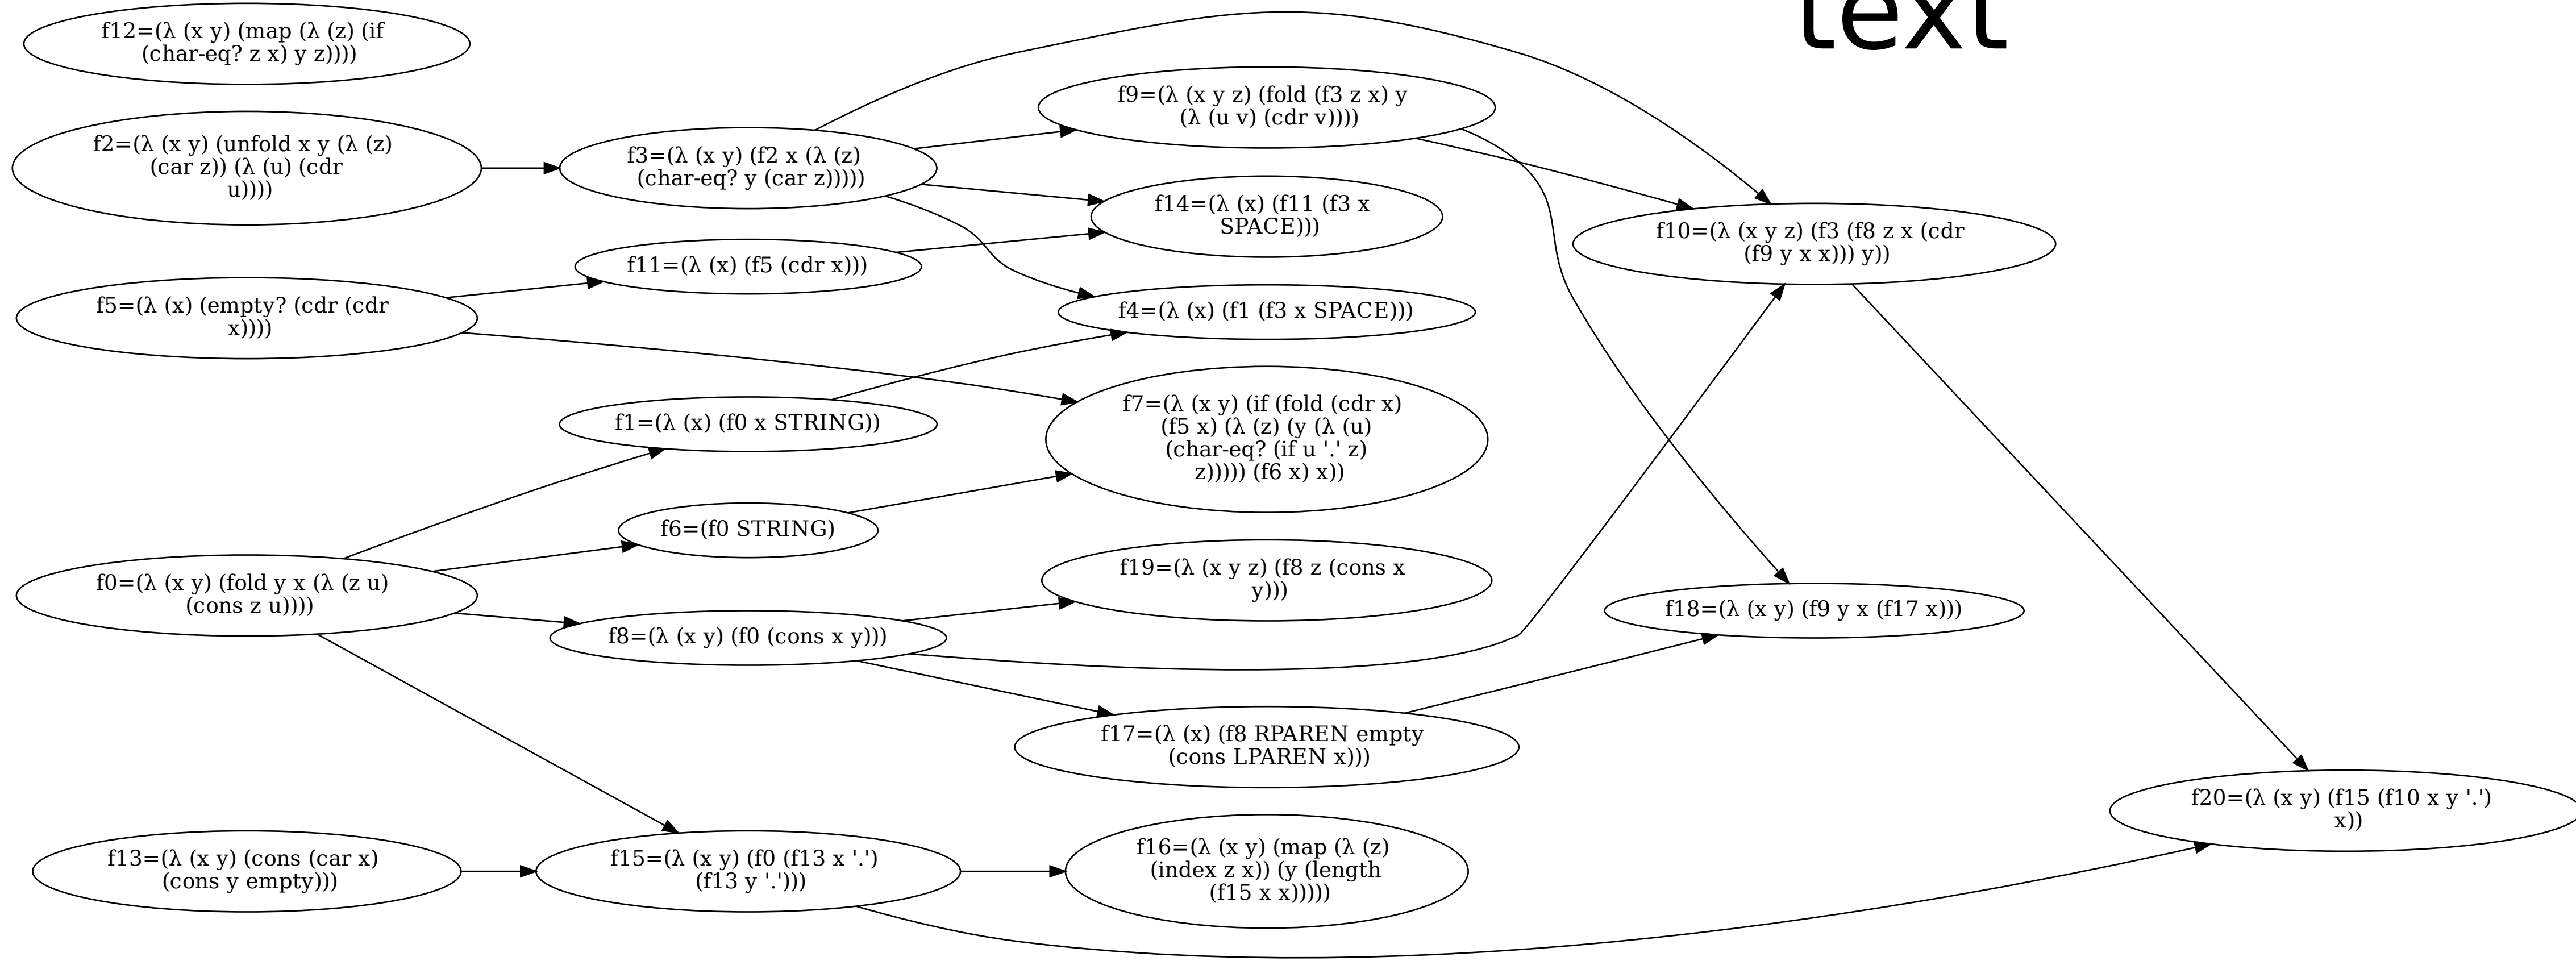 text
f12=(λ (x y) (map (λ (z) (if
(char-eq? z x) y z))))
f2=(λ (x y) (unfold x y (λ (z)
(car z)) (λ (u) (cdr
u))))
f5=(λ (x) (empty? (cdr (cdr
x))))
f0=(λ (x y) (fold y x (λ (z u)
(cons z u))))
f13=(λ (x y) (cons (car x)
(cons y empty)))
f3=(λ (x y) (f2 x (λ (z)
(char-eq? y (car z)))))
f11=(λ (x) (f5 (cdr x)))
f1=(λ (x) (f0 x STRING))
f6=(f0 STRING)
f8=(λ (x y) (f0 (cons x y)))
f15=(λ (x y) (f0 (f13 x '.')
(f13 y '.')))
f9=(λ (x y z) (fold (f3 z x) y
(λ (u v) (cdr v))))
f14=(λ (x) (f11 (f3 x
SPACE)))
f4=(λ (x) (f1 (f3 x SPACE)))
f7=(λ (x y) (if (fold (cdr x)
(f5 x) (λ (z) (y (λ (u)
(char-eq? (if u '.' z)
z))))) (f6 x) x))
f19=(λ (x y z) (f8 z (cons x
y)))
f17=(λ (x) (f8 RPAREN empty
(cons LPAREN x)))
f16=(λ (x y) (map (λ (z)
(index z x)) (y (length
(f15 x x)))))
f10=(λ (x y z) (f3 (f8 z x (cdr
(f9 y x x))) y))
f18=(λ (x y) (f9 y x (f17 x)))
f20=(λ (x y) (f15 (f10 x y '.')
x))